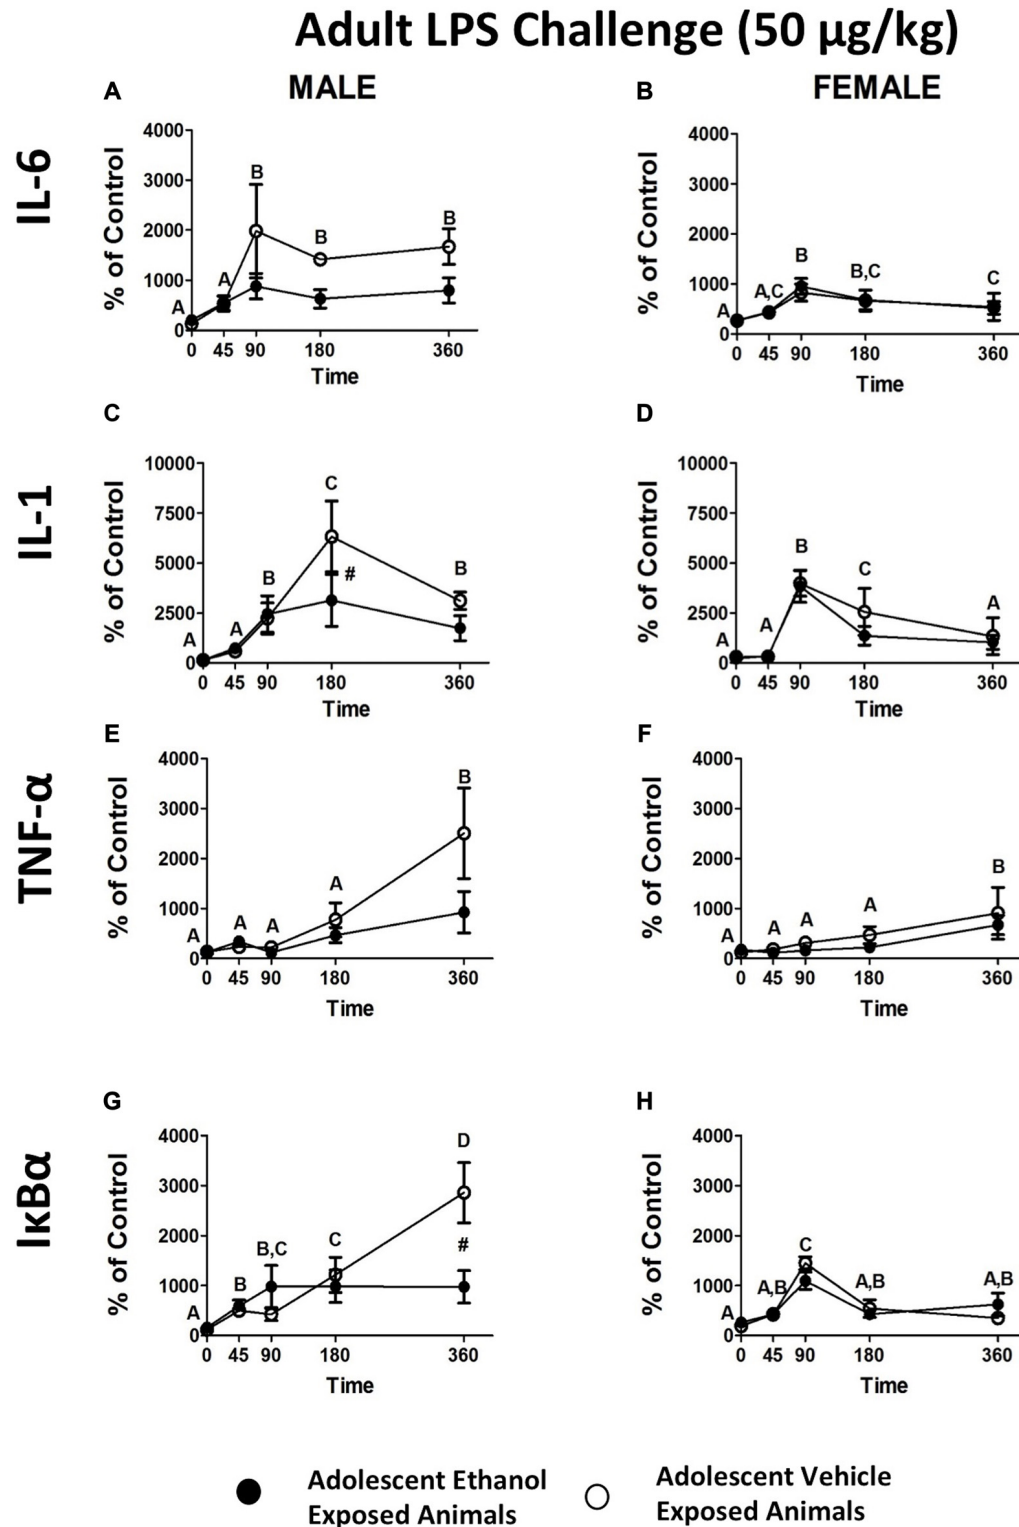 Adult LPS Challenge (50 µg/kg)
MALE
FEMALE
IL-6
A
% of Control
4000
3000
2000
1000
0
A
A
B
B
B
0 45 90 180 360
Time
B
% of Control
4000
3000
2000
1000
0
A
A,C
B
B,C
C
0 45 90 180 360
Time
IL-1
C
% of Control
10000
7500
5000
2500
0
A
A
B
C
#
B
0 45 90 180 360
Time
D
% of Control
10000
7500
5000
2500
0
A
A
B
C
A
0 45 90 180 360
Time
TNF-α
E
% of Control
4000
3000
2000
1000
0
A
A
A
A
B
0 45 90 180 360
Time
F
% of Control
4000
3000
2000
1000
0
A
A
A
A
B
0 45 90 180 360
Time
IκBα
G
% of Control
4000
3000
2000
1000
0
A
B
B,C
C
D
#
0 45 90 180 360
Time
H
% of Control
4000
3000
2000
1000
0
A
A,B
C
A,B
A,B
0 45 90 180 360
Time
Adolescent Ethanol
Exposed Animals
Adolescent Vehicle
Exposed Animals